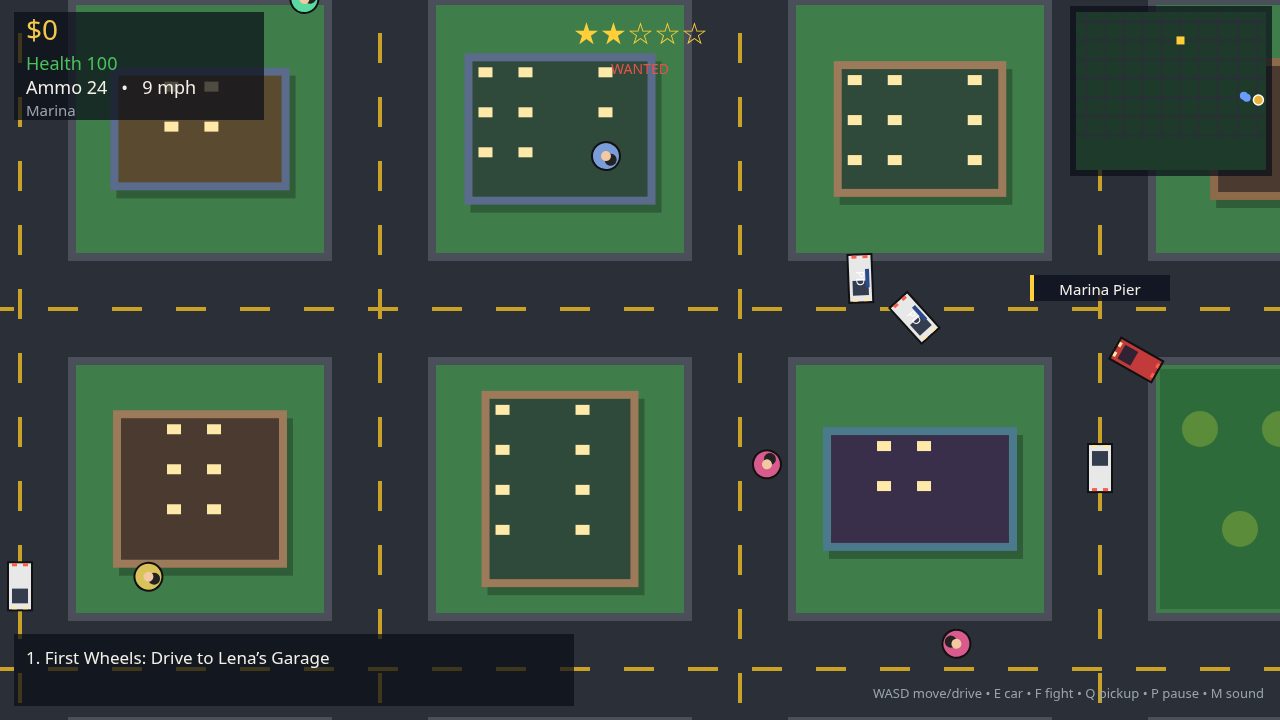 $0
Health 100
Ammo 24 • 9 mph
Marina
★★☆☆☆
WANTED
Marina Pier
PD
1. First Wheels: Drive to Lena's Garage
WASD move/drive • E car • F fight • Q pickup • P pause • M sound